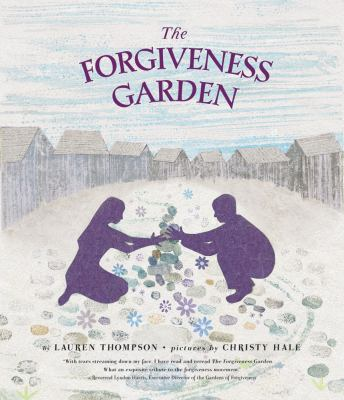 The
FORGIVENESS
GARDEN
by LAUREN THOMPSON • pictures by CHRISTY HALE
"With tears streaming down my face, I have read and reread The Forgiveness Garden.
What an exquisite tribute to the forgiveness movement."
—Reverend Lyndon Harris, Executive Director of the Gardens of Forgiveness